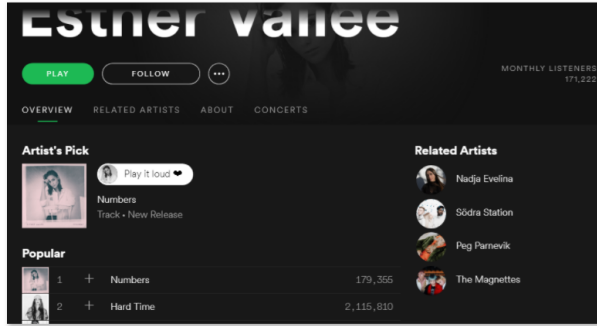 Esther Vallee
PLAY
FOLLOW
MONTHLY LISTENERS
171,222
OVERVIEW
RELATED ARTISTS
ABOUT
CONCERTS
Artist's Pick
Play it loud ❤
Numbers
Track • New Release
Popular
1 + Numbers 179,355
2 + Hard Time 2,115,810
Related Artists
Nadja Evelina
Södra Station
Peg Parnevik
The Magnettes